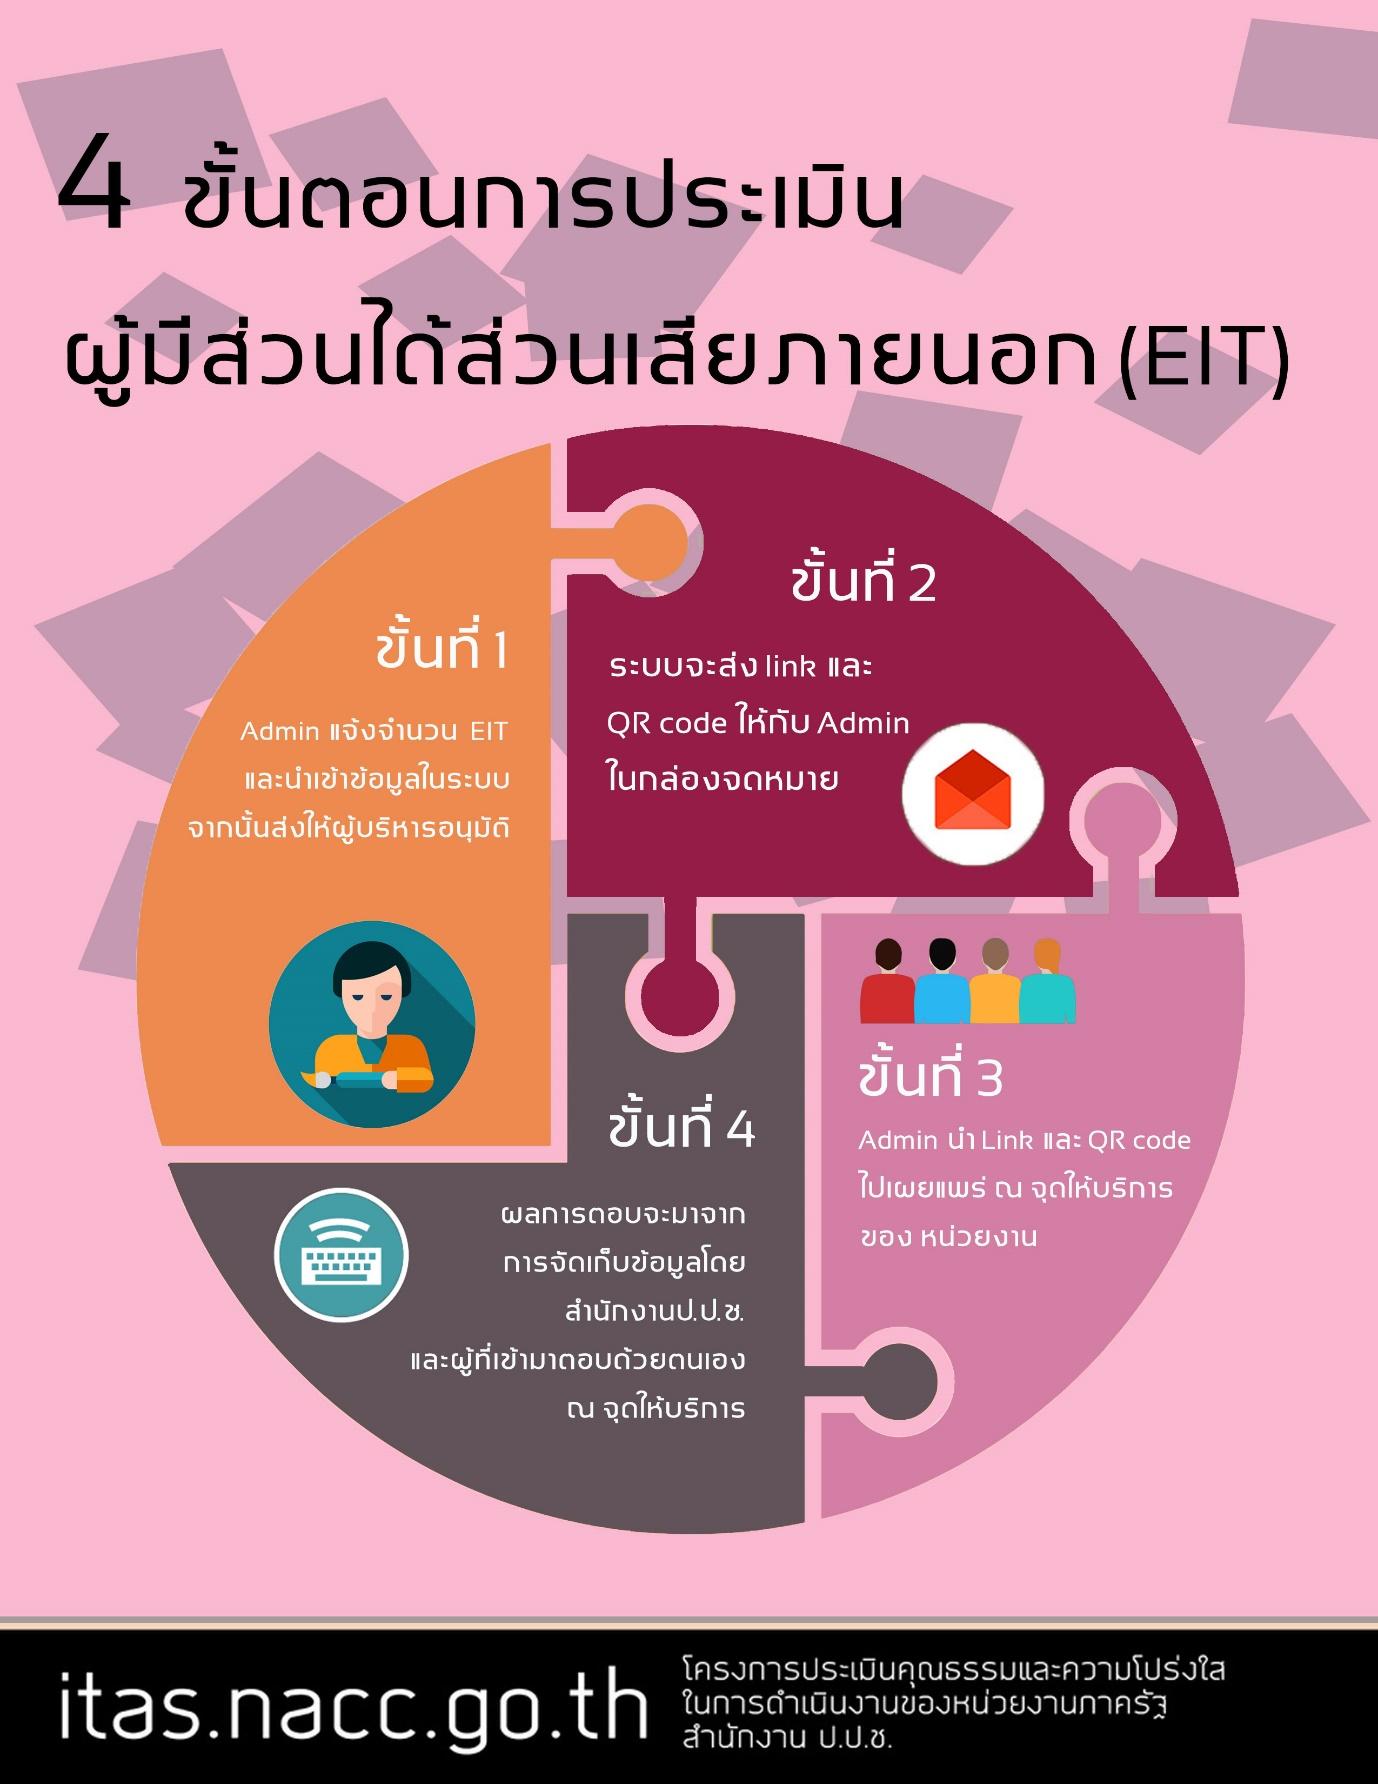 4 ขั้นตอนการประเมิน
ผู้มีส่วนได้ส่วนเสียภายนอก (EIT)
ขั้นที่ 1
Admin แจ้งจำนวน EIT
และนำเข้าข้อมูลในระบบ
จากนั้นส่งให้ผู้บริหารอนุมัติ
ขั้นที่ 2
ระบบจะส่ง link และ
QR code ให้กับ Admin
ในกล่องจดหมาย
ขั้นที่ 3
Admin นำ Link และ QR code
ไปเผยแพร่ ณ จุดให้บริการ
ของ หน่วยงาน
ขั้นที่ 4
ผลการตอบจะมาจาก
การจัดเก็บข้อมูลโดย
สำนักงานป.ป.ช.
และผู้ที่เข้ามาตอบด้วยตนเอง
ณ จุดให้บริการ
itas.nacc.go.th
โครงการประเมินคุณธรรมและความโปร่งใส
ในการดำเนินงานของหน่วยงานภาครัฐ
สำนักงาน ป.ป.ช.